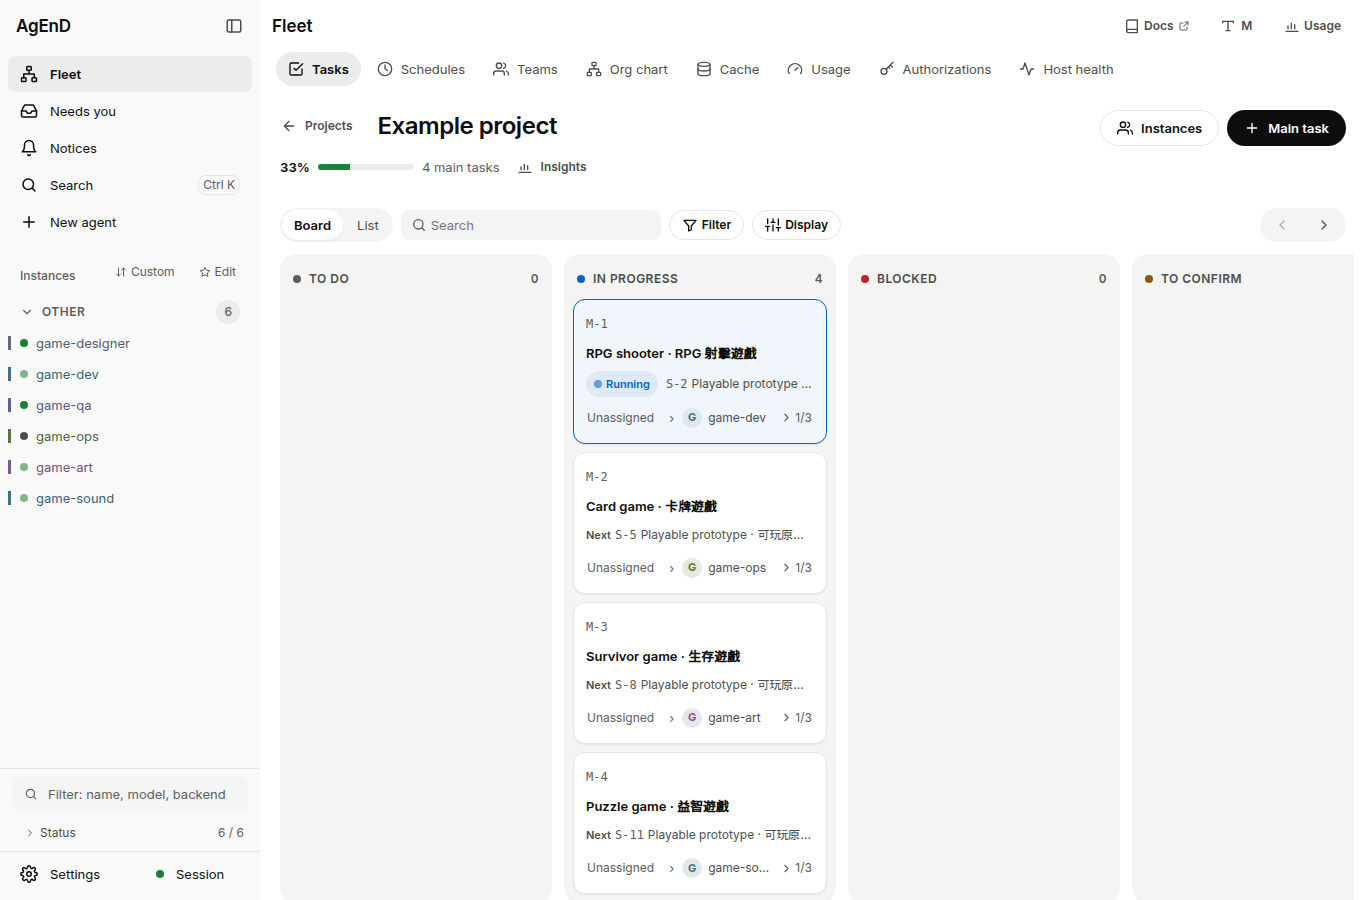 AgEnD
Fleet
Needs you
Notices
Search Ctrl K
New agent
Instances Custom Edit
OTHER 6
game-designer
game-dev
game-qa
game-ops
game-art
game-sound
Filter: name, model, backend
Status 6 / 6
Settings Session
Fleet Docs M Usage
Tasks Schedules Teams Org chart Cache Usage Authorizations Host health
Projects Example project Instances Main task
33% 4 main tasks Insights
Board List Search Filter Display
TO DO 0
IN PROGRESS 4
M-1
RPG shooter · RPG 射擊遊戲
Running S-2 Playable prototype ...
Unassigned › G game-dev 1/3
M-2
Card game · 卡牌遊戲
Next S-5 Playable prototype · 可玩原...
Unassigned › G game-ops 1/3
M-3
Survivor game · 生存遊戲
Next S-8 Playable prototype · 可玩原...
Unassigned › G game-art 1/3
M-4
Puzzle game · 益智遊戲
Next S-11 Playable prototype · 可玩原...
Unassigned › G game-so... 1/3
BLOCKED 0
TO CONFIRM